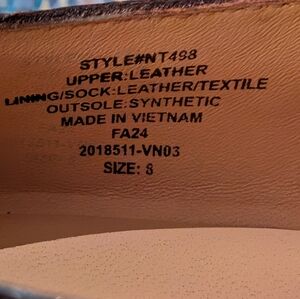 STYLE#NT498
UPPER:LEATHER
LINING/SOCK:LEATHER/TEXTILE
OUTSOLE:SYNTHETIC
MADE IN VIETNAM
FA24
2018511-VN03
SIZE: 8